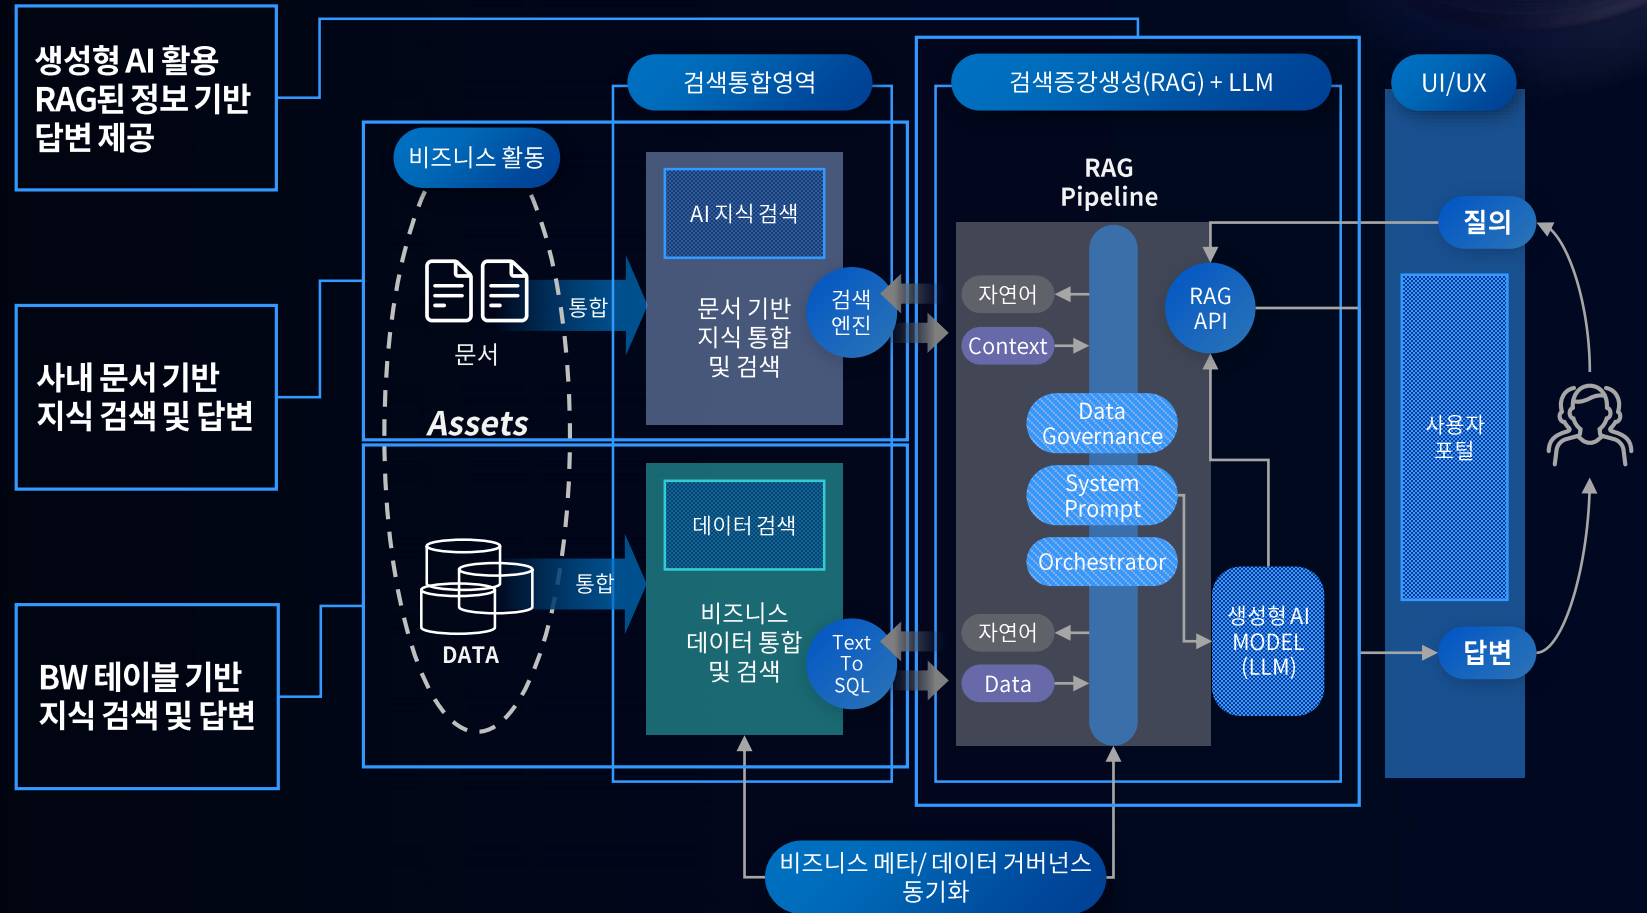 생성형 AI 활용
RAG된 정보 기반
답변 제공
사내 문서 기반
지식 검색 및 답변
BW 테이블 기반
지식 검색 및 답변
비즈니스 활동
문서
Assets
DATA
통합
통합
검색통합영역
AI 지식 검색
문서 기반
지식 통합
및 검색
검색
엔진
데이터 검색
비즈니스
데이터 통합
및 검색
Text
To
SQL
검색증강생성(RAG) + LLM
RAG
Pipeline
자연어
Context
Data
Governance
System
Prompt
Orchestrator
자연어
Data
RAG
API
생성형 AI
MODEL
(LLM)
UI/UX
질의
사용자
포털
답변
비즈니스 메타/ 데이터 거버넌스
동기화